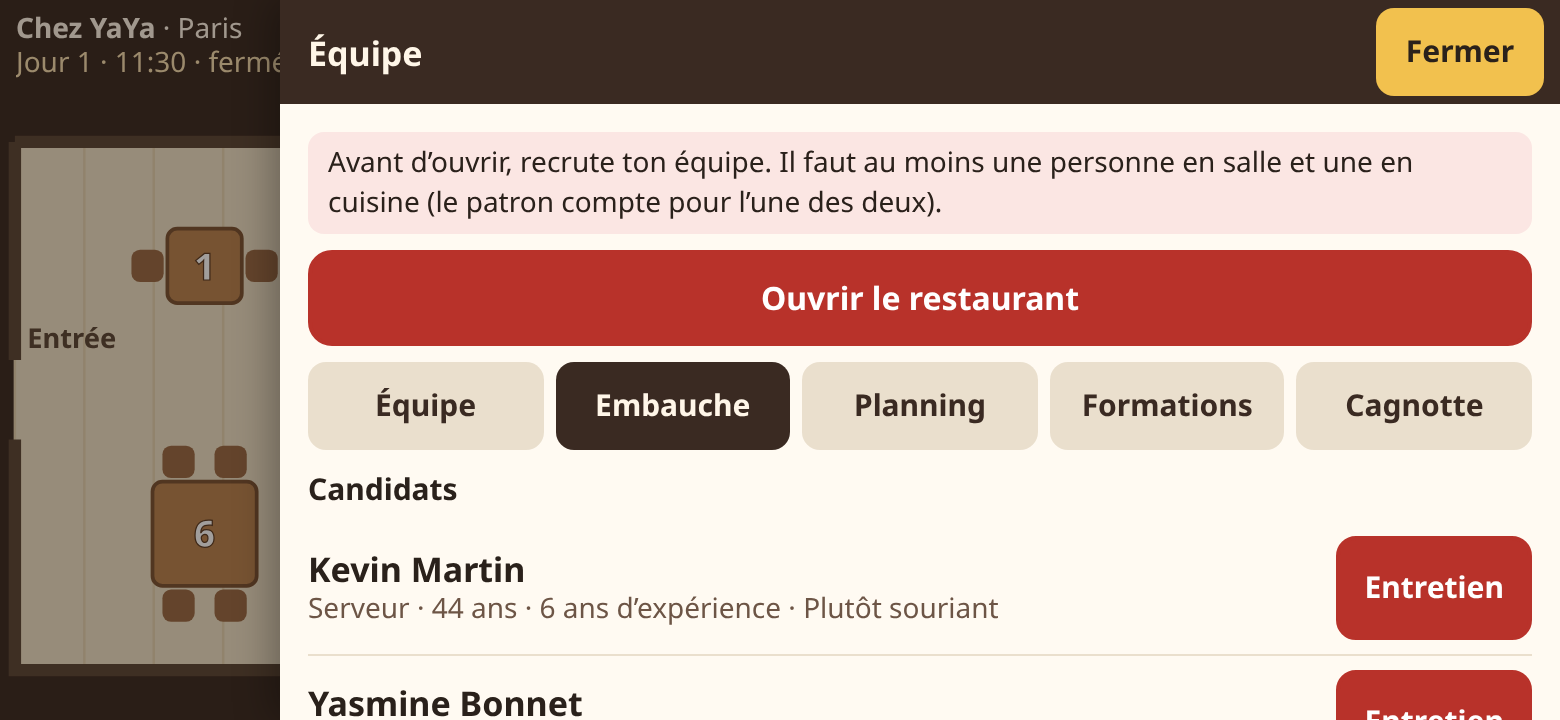 Chez YaYa · Paris
Jour 1 · 11:30 · fermé
1
Entrée
6
Équipe
Fermer
Avant d’ouvrir, recrute ton équipe. Il faut au moins une personne en salle et une en
cuisine (le patron compte pour l’une des deux).
Ouvrir le restaurant
Équipe Embauche Planning Formations Cagnotte
Candidats
Kevin Martin
Serveur · 44 ans · 6 ans d’expérience · Plutôt souriant
Entretien
Yasmine Bonnet
Entretien